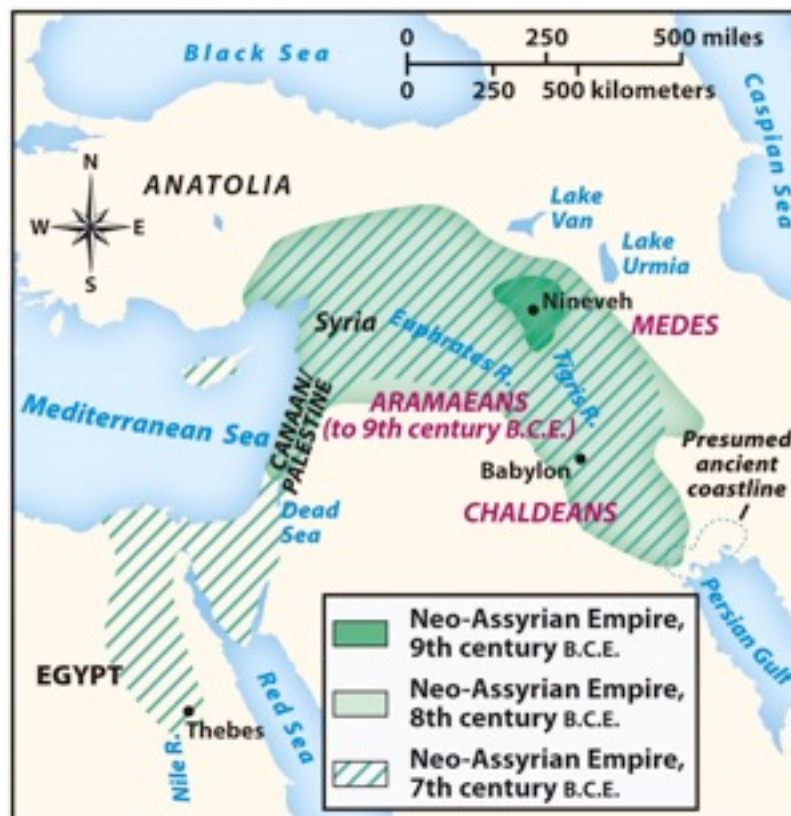 Black Sea
0 250 500 miles
0 250 500 kilometers
Caspian Sea
N
W E
S
ANATOLIA
Lake
Van
Lake
Urmia
Nineveh
Syria
Euphrates R.
Tigris R.
MEDES
Mediterranean Sea
CANAAN/
PALESTINE
ARAMAEANS
(to 9th century B.C.E.)
Babylon
Presumed
ancient
coastline
Dead
Sea
CHALDEANS
Persian Gulf
EGYPT
Thebes
Nile R.
Red Sea
Neo-Assyrian Empire,
9th century B.C.E.
Neo-Assyrian Empire,
8th century B.C.E.
Neo-Assyrian Empire,
7th century B.C.E.